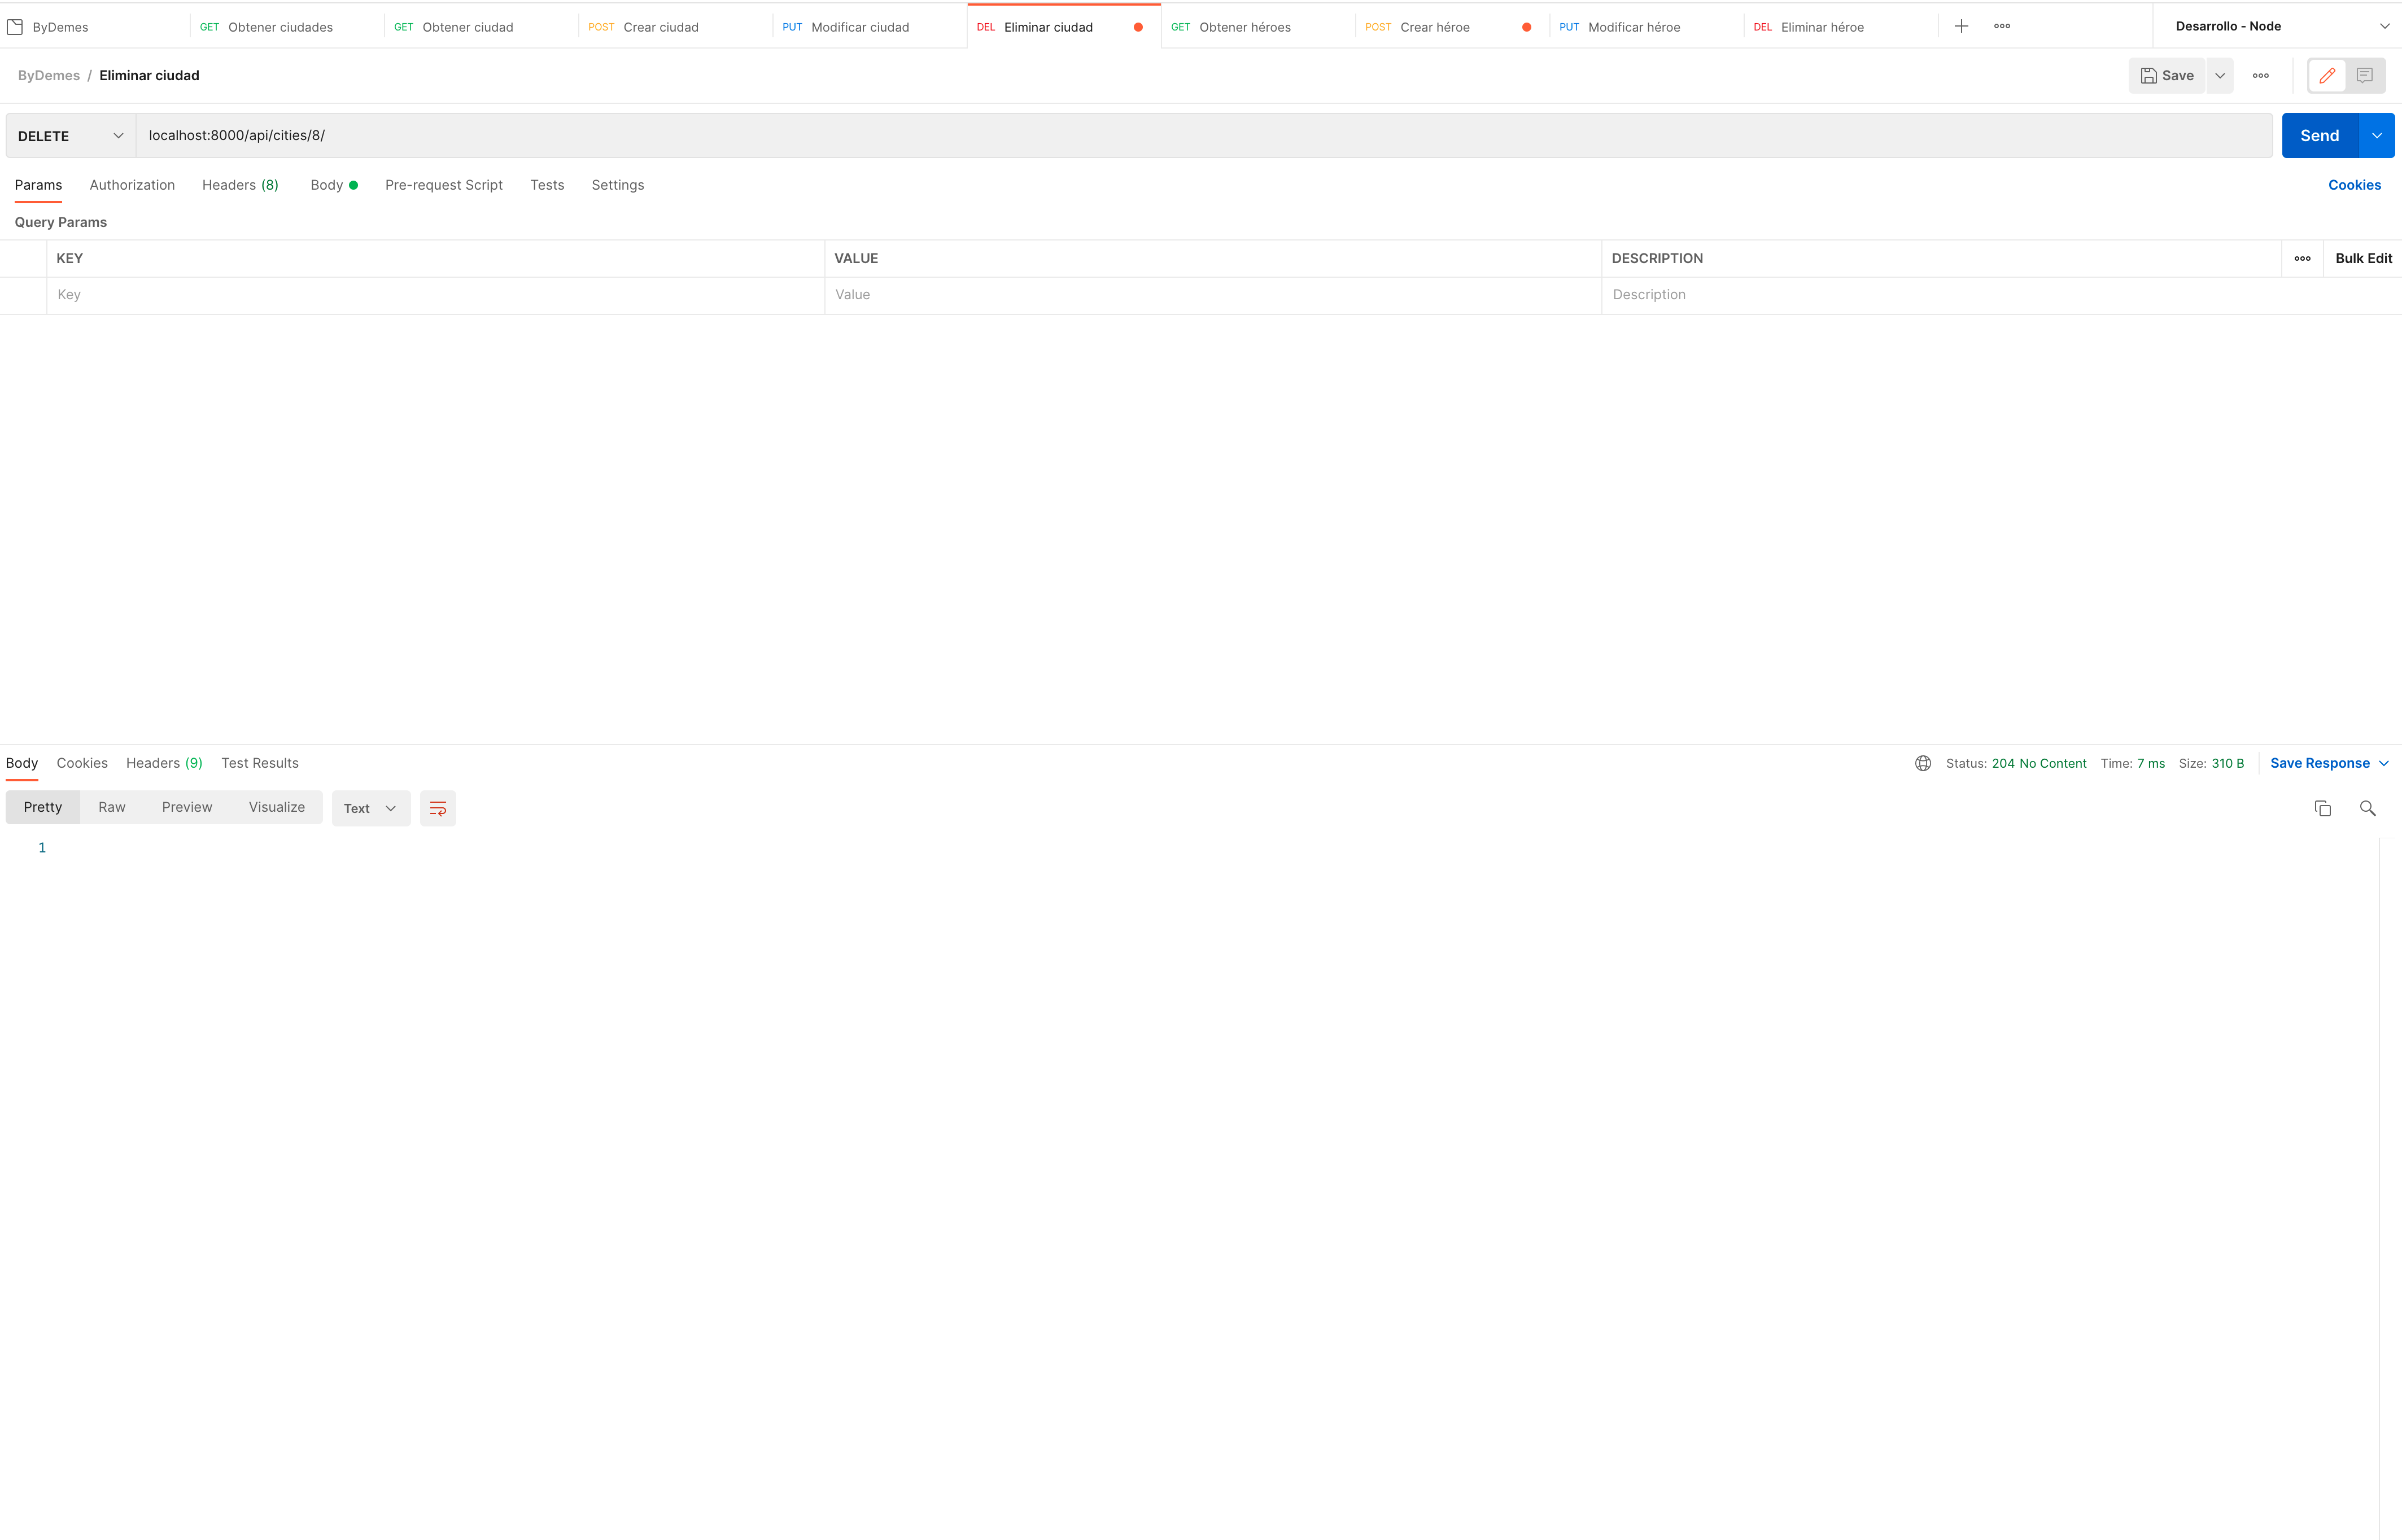 ByDemes GET Obtener ciudades GET Obtener ciudad POST Crear ciudad PUT Modificar ciudad DEL Eliminar ciudad GET Obtener héroes POST Crear héroe PUT Modificar héroe DEL Eliminar héroe Desarrollo - Node
ByDemes / Eliminar ciudad Save
DELETE localhost:8000/api/cities/8/ Send
Params Authorization Headers (8) Body Pre-request Script Tests Settings Cookies
Query Params
KEY VALUE DESCRIPTION Bulk Edit
Key Value Description
Body Cookies Headers (9) Test Results Status: 204 No Content Time: 7 ms Size: 310 B Save Response
Pretty Raw Preview Visualize Text
1